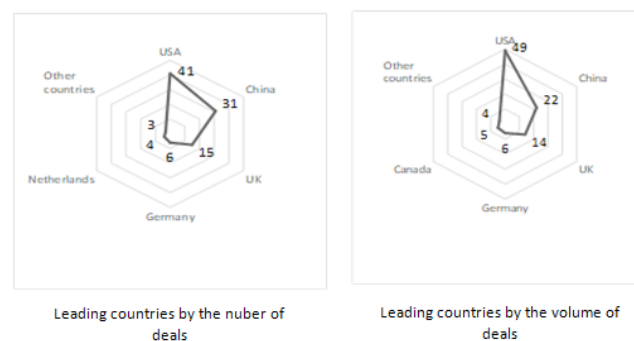 USA
41
Other
countries
China
31
3
4
15
6
Netherlands
UK
Germany
Leading countries by the nuber of
deals
USA
49
Other
countries
China
22
4
5
14
6
Canada
UK
Germany
Leading countries by the volume of
deals